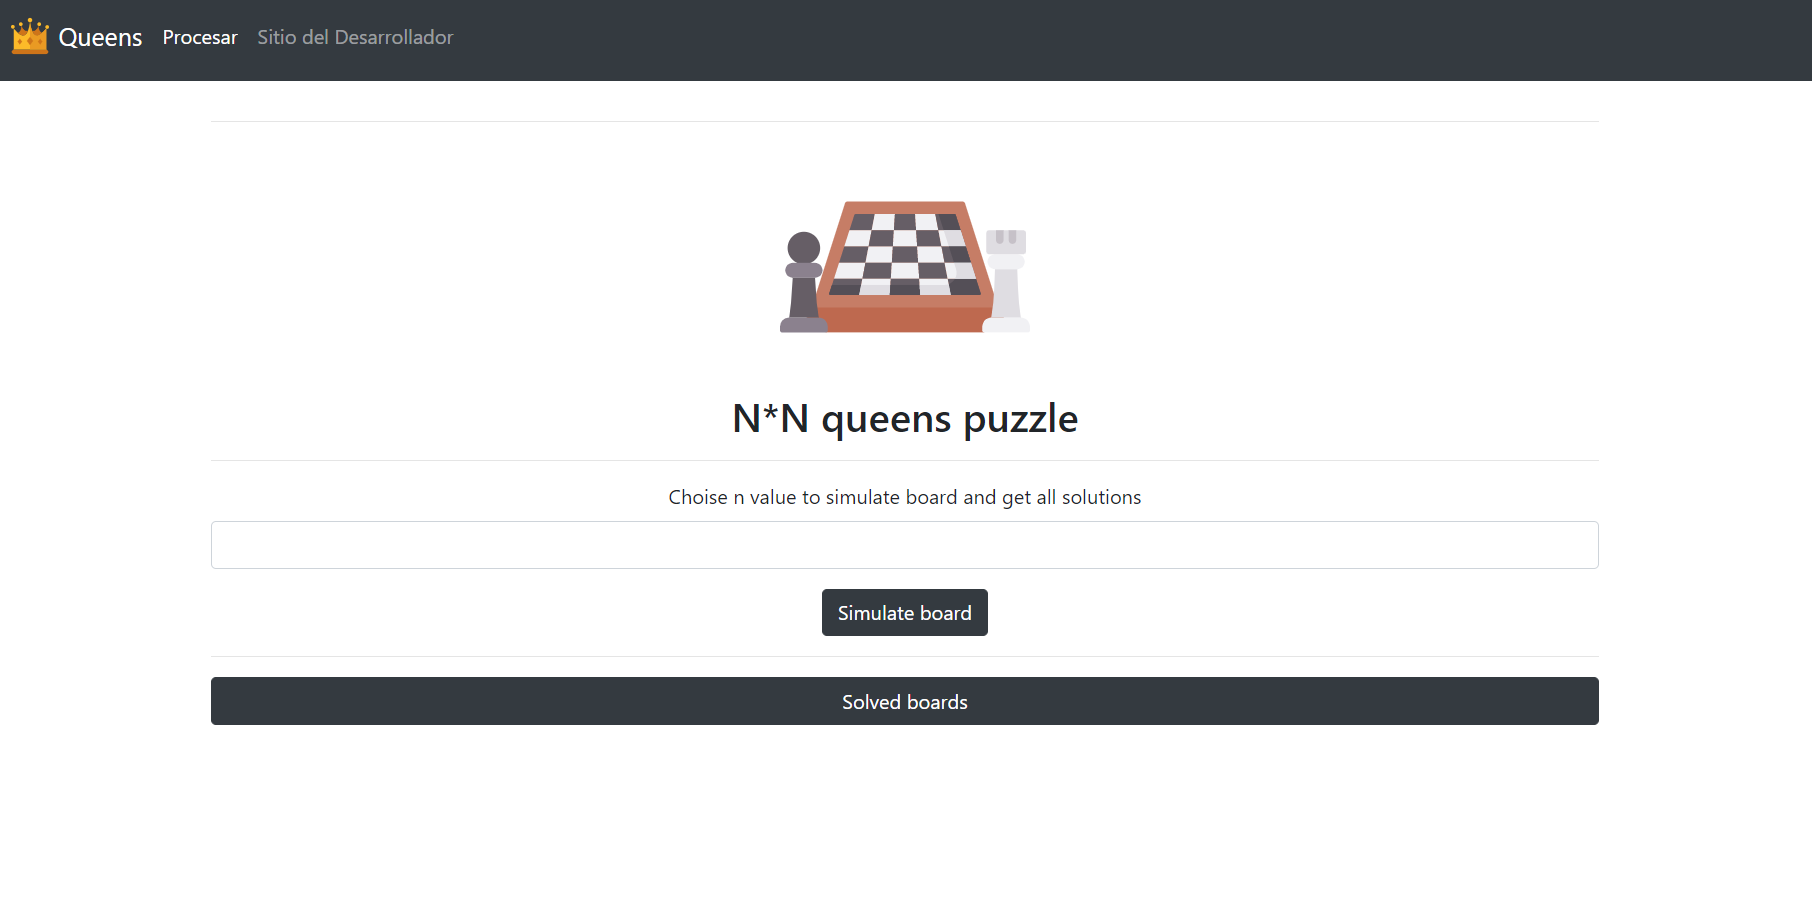 Queens Procesar Sitio del Desarrollador
N*N queens puzzle
Choise n value to simulate board and get all solutions
Simulate board
Solved boards